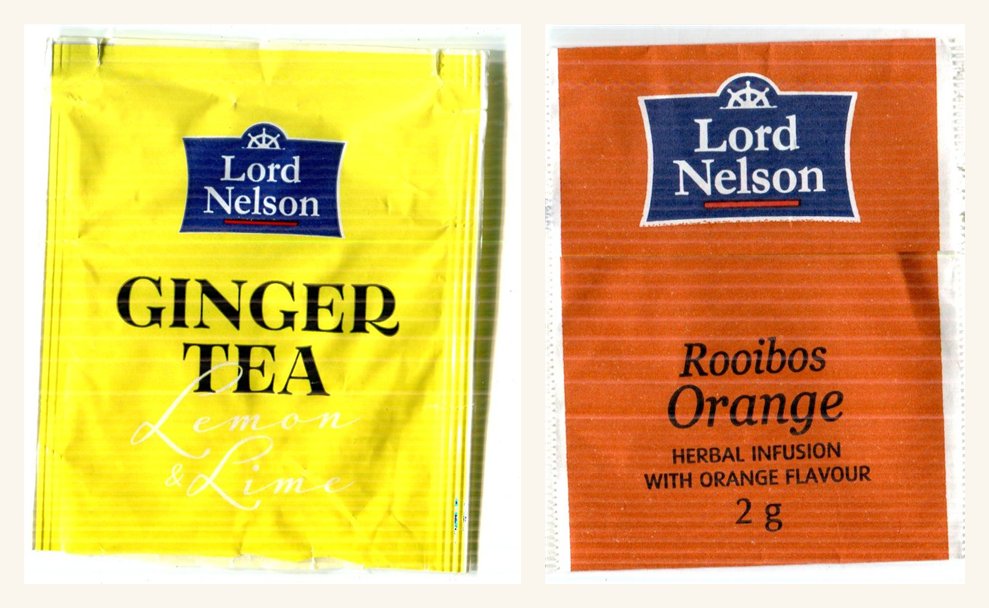 Lord
Nelson
GINGER
TEA
Lemon
& Lime
Lord
Nelson
Rooibos
Orange
HERBAL INFUSION
WITH ORANGE FLAVOUR
2 g